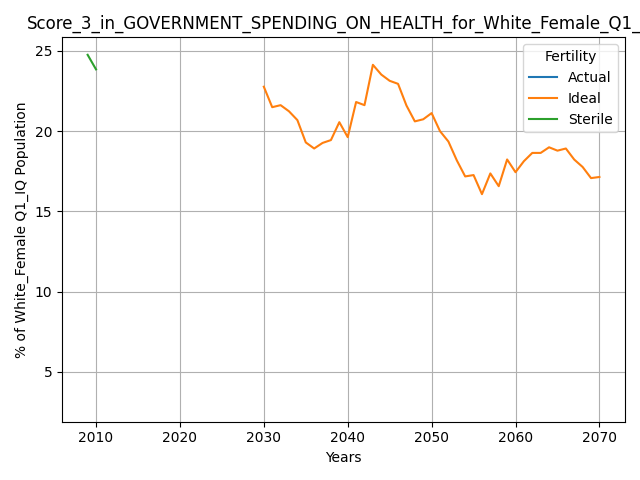 Score_3_in_GOVERNMENT_SPENDING_ON_HEALTH_for_White_Female_Q1_
Fertility
Actual
Ideal
Sterile
% of White_Female Q1_IQ Population
25
20
15
10
5
2010 2020 2030 2040 2050 2060 2070
Years